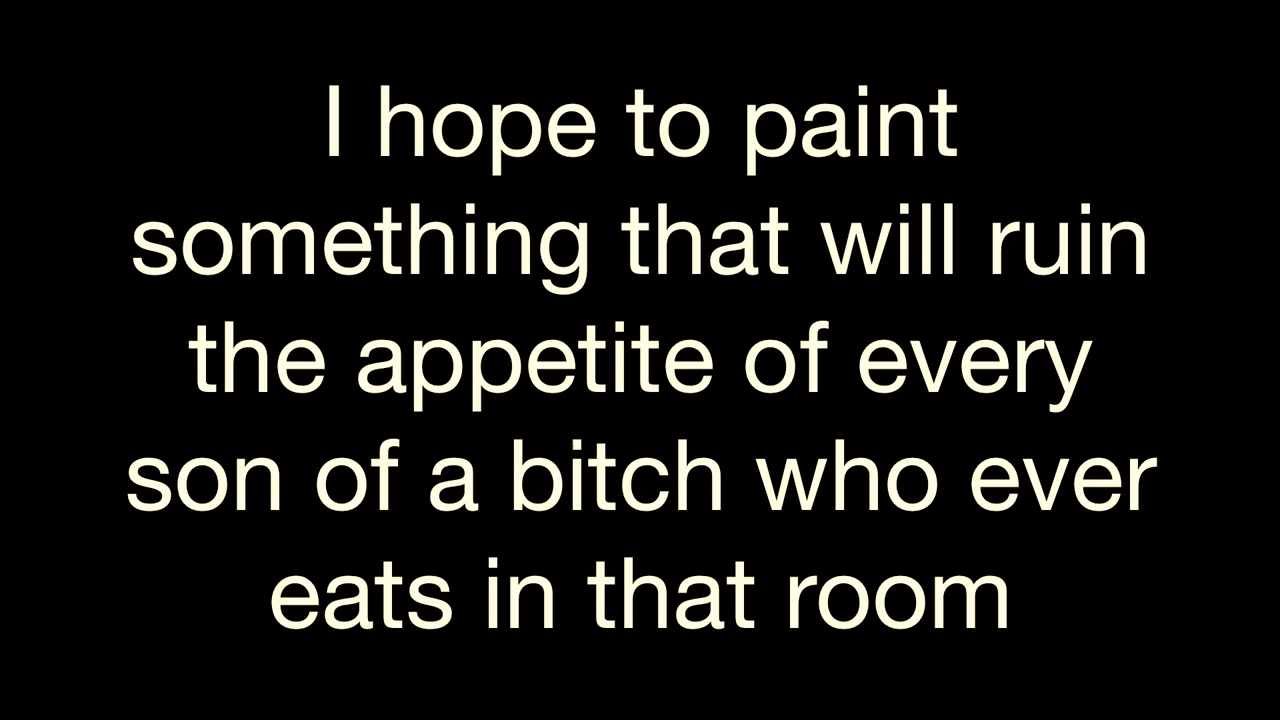 I hope to paint
something that will ruin
the appetite of every
son of a bitch who ever
eats in that room